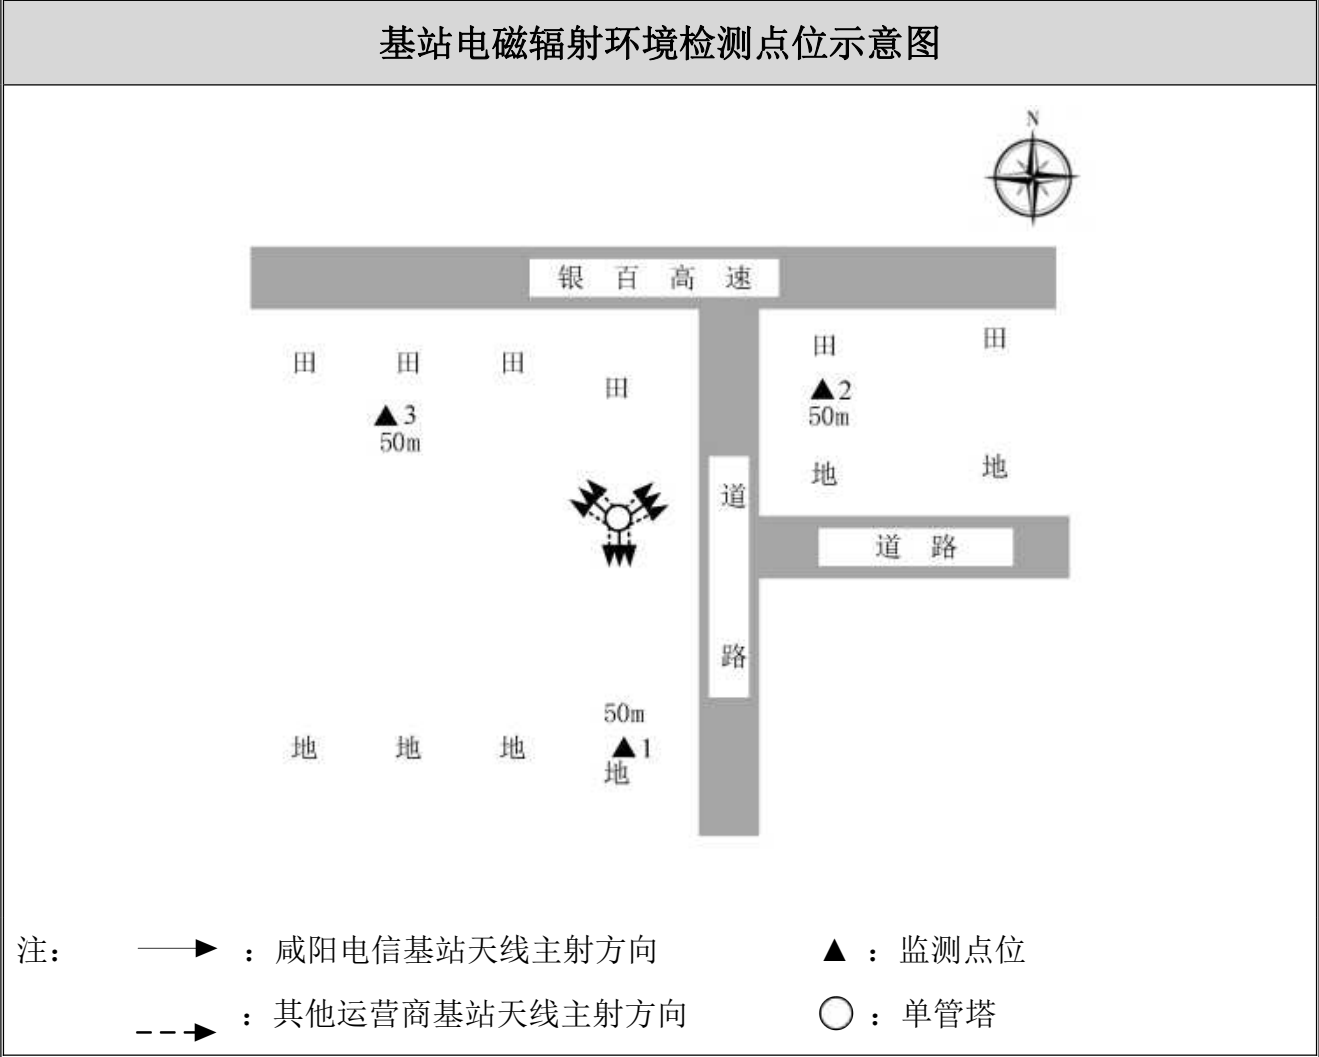 基站电磁辐射环境检测点位示意图
N
银百高速
田 田 田 田 田 田
▲2
50m
▲3
50m
地 地
道路
道路
50m
▲1
地 地 地 地
注：
：咸阳电信基站天线主射方向
▲：监测点位
：其他运营商基站天线主射方向
：单管塔